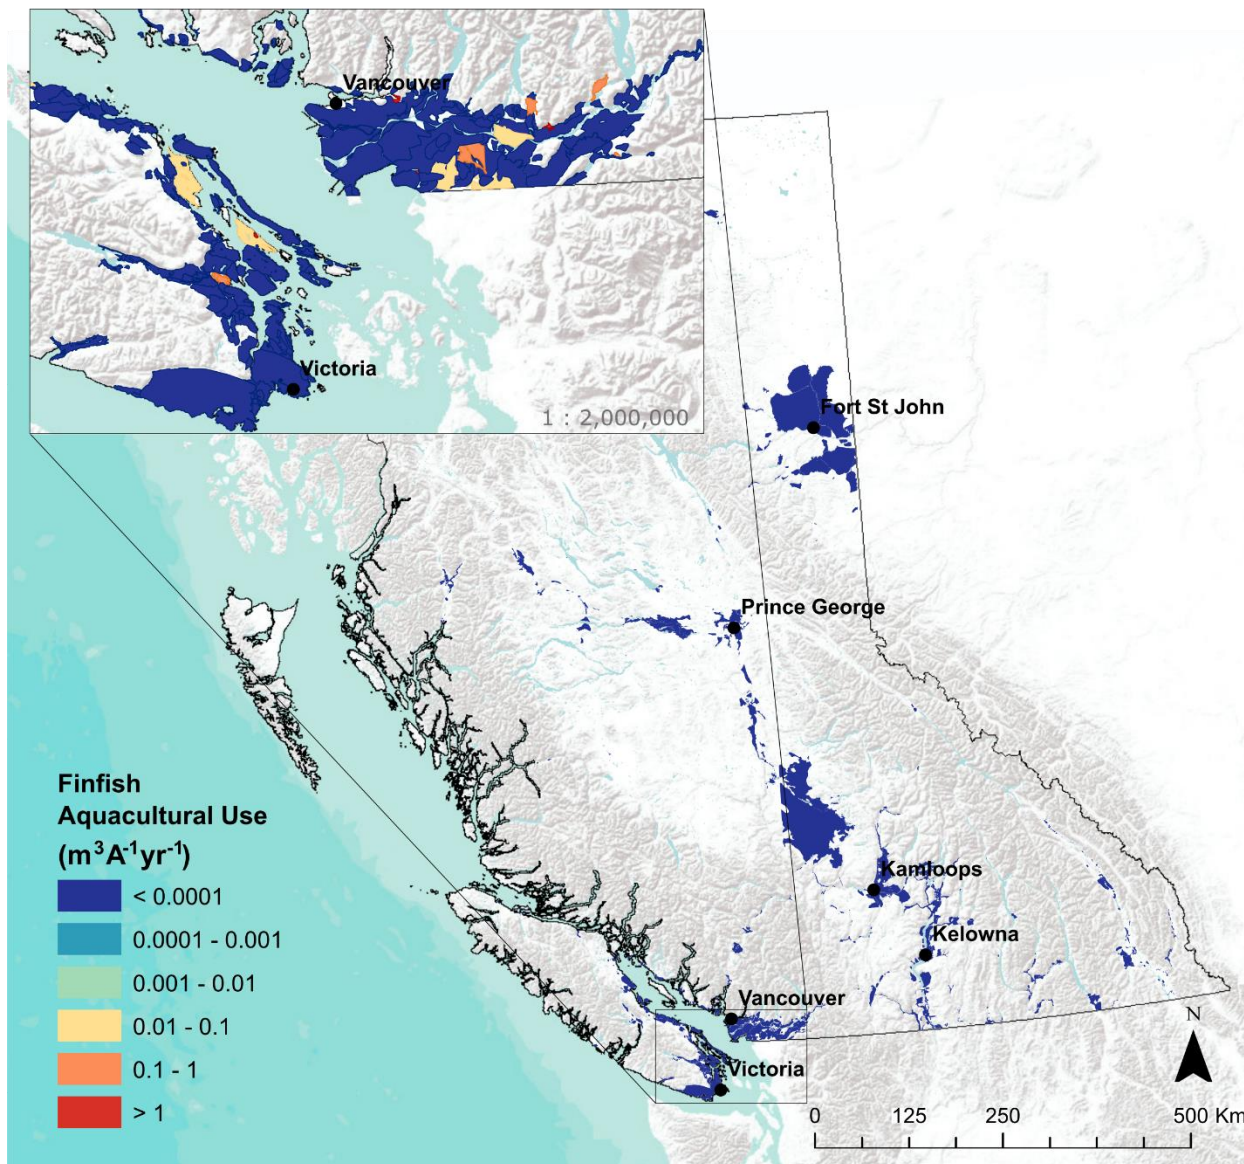 Vancouver
Victoria
1 : 2,000,000
Fort St John
Prince George
Kamloops
Kelowna
Vancouver
Victoria
Finfish
Aquacultural Use
(m³A⁻¹yr⁻¹)
< 0.0001
0.0001 - 0.001
0.001 - 0.01
0.01 - 0.1
0.1 - 1
> 1
N
0 125 250 500 Km